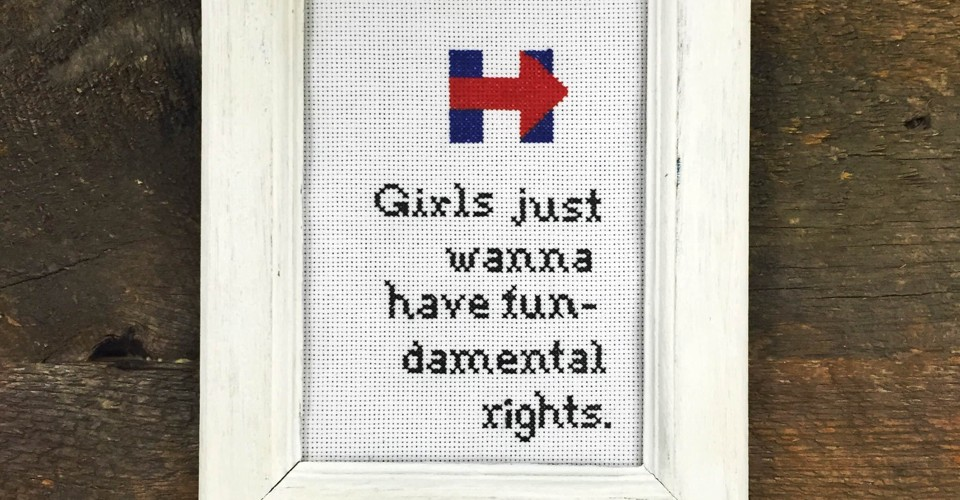 H
Girls just
wanna
have fun-
damental
rights.